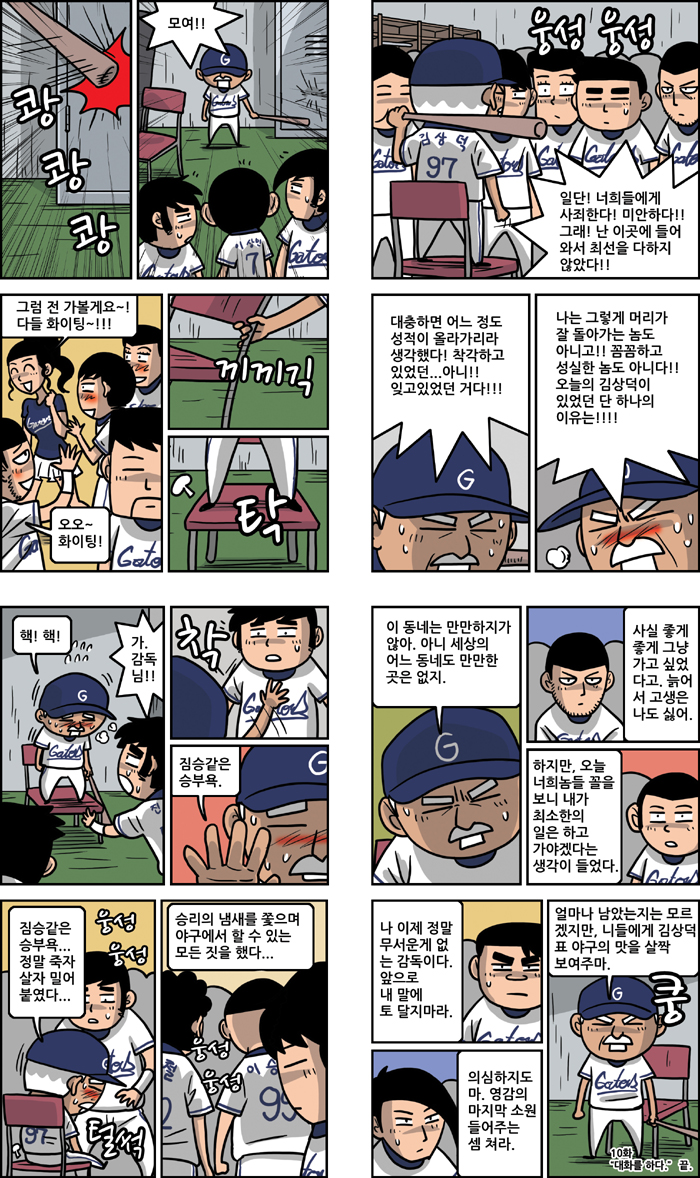 쾅
쾅
쾅
모여!!
G
Gators
이상민
7
Gators
그럼 전 가볼게요~!
다들 화이팅~!!!
오오~
화이팅!
Gators
끼끼긱
탁
웅성 웅성
김상덕
97
일단! 너희들에게
사죄한다! 미안하다!!
그래! 난 이곳에 들어
와서 최선을 다하지
않았다!!
대충하면 어느 정도
성적이 올라가리라
생각했다! 착각하고
있었던...아니!!
잊고있었던 거다!!!
G
나는 그렇게 머리가
잘 돌아가는 놈도
아니고!! 꼼꼼하고
성실한 놈도 아니다!!
오늘의 김상덕이
있었던 단 하나의
이유는!!!!
핵! 핵!
가.
감독
님!!
G
Gators
착
Gators
짐승같은
승부욕.
G
짐승같은
승부욕...
정말 죽자
살자 밀어
붙였다...
웅성
웅성
Gators
97
털썩
승리의 냄새를 쫓으며
야구에서 할 수 있는
모든 짓을 했다...
웅성
웅성
99
이 동네는 만만하지가
않아. 아니 세상의
어느 동네도 만만한
곳은 없지.
G
사실 좋게
좋게 그냥
가고 싶었
다고. 늙어
서 고생은
나도 싫어.
하지만, 오늘
너희놈들 꼴을
보니 내가
최소한의
일은 하고
가야겠다는
생각이 들었다.
나 이제 정말
무서운게 없
는 감독이다.
앞으로
내 말에
토 달지마라.
의심하지도
마. 영감의
마지막 소원
들어주는
셈 쳐라.
얼마나 남았는지는 모르
겠지만, 니들에게 김상덕
표 야구의 맛을 살짝
보여주마.
G
쿵
Gators
10화
"대화를 하다." 끝.